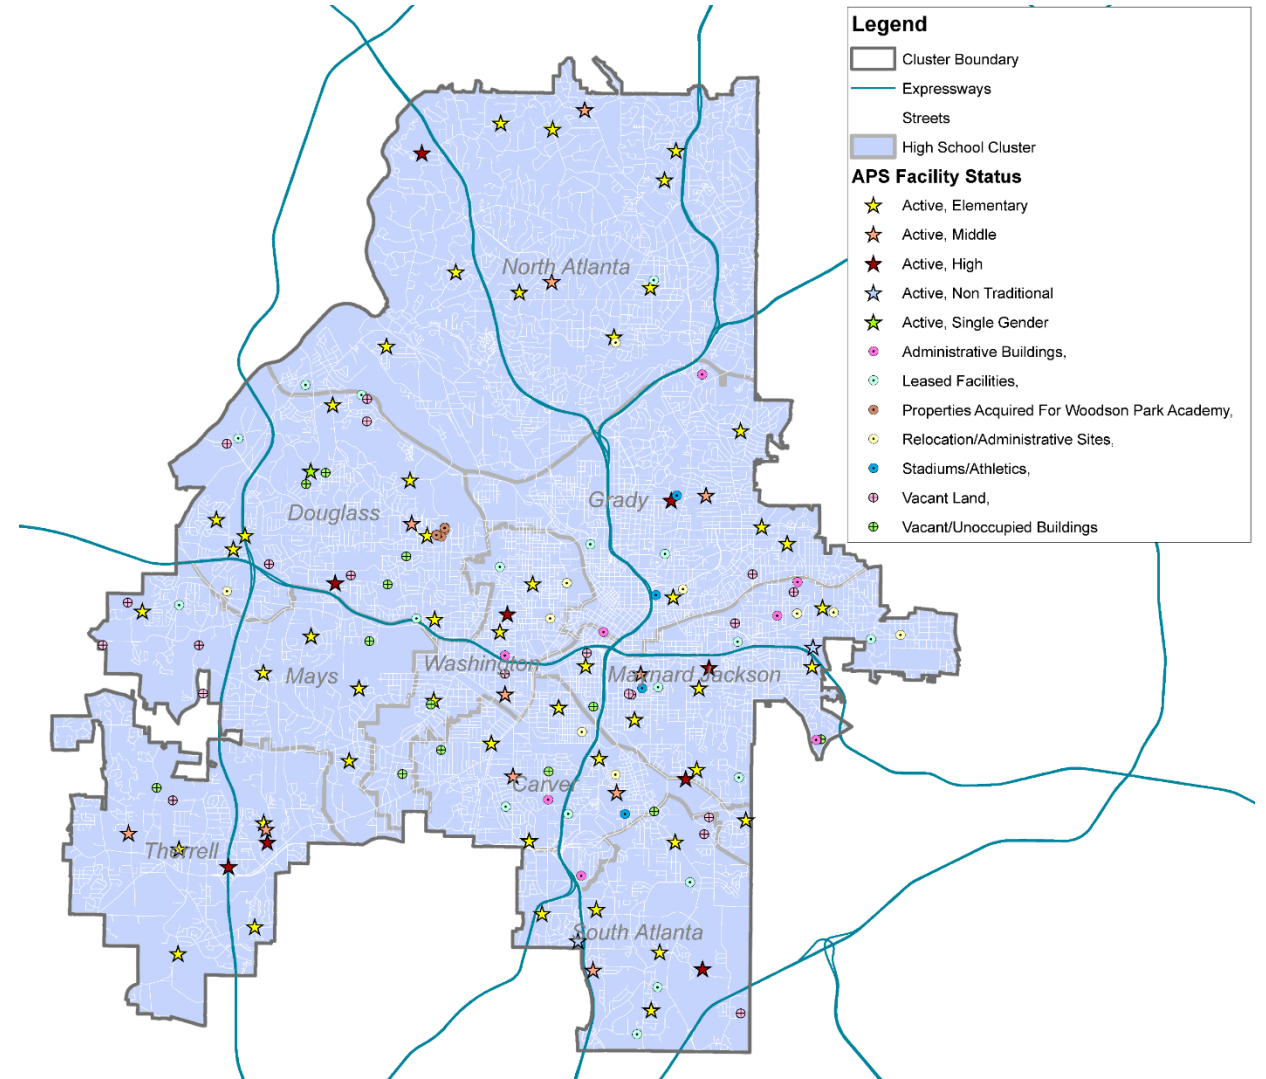 Legend
Cluster Boundary
Expressways
Streets
High School Cluster
APS Facility Status
Active, Elementary
Active, Middle
Active, High
Active, Non Traditional
Active, Single Gender
Administrative Buildings,
Leased Facilities,
Properties Acquired For Woodson Park Academy,
Relocation/Administrative Sites,
Stadiums/Athletics,
Vacant Land,
Vacant/Unoccupied Buildings
North Atlanta
Grady
Douglass
Washington
Maynard Jackson
Mays
Carver
Therrell
South Atlanta